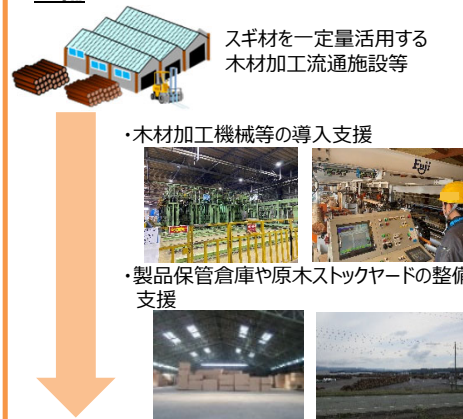 スギ材を一定量活用する
木材加工流通施設等
・木材加工機械等の導入支援
Fuji
・製品保管倉庫や原木ストックヤードの整備
支援